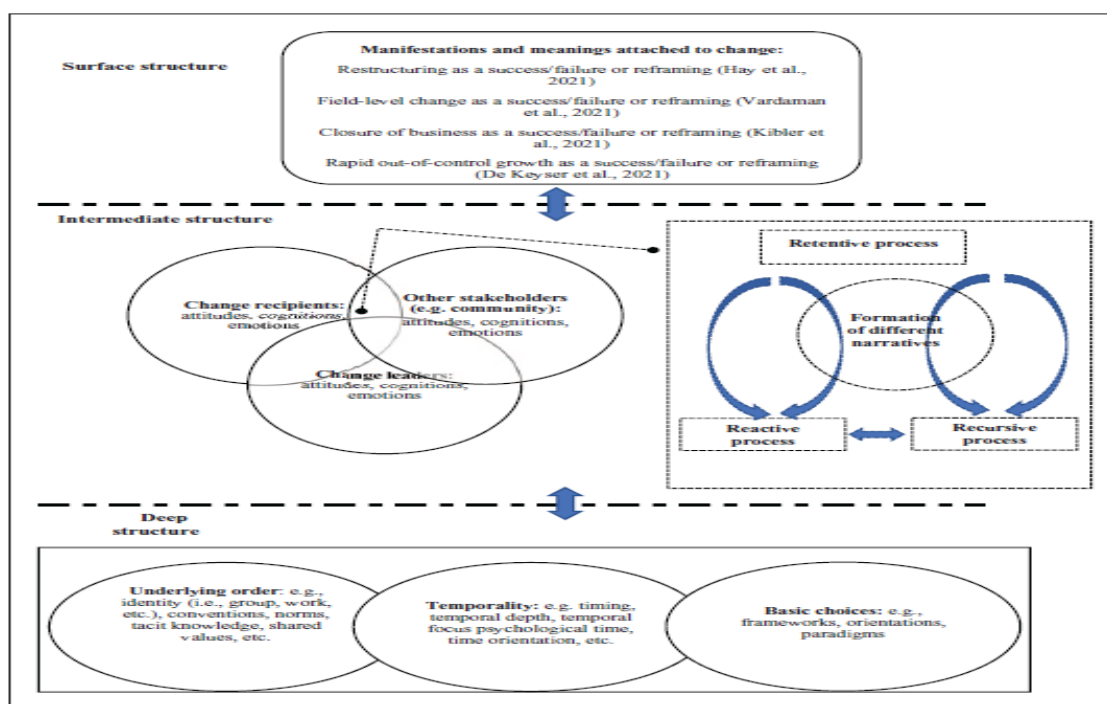 Surface structure
Manifestations and meanings attached to change:
Restructuring as a success/failure or reframing (Hay et al.,
2021)
Field-level change as a success/failure or reframing (Vardaman
et al., 2021)
Closure of business as a success/failure or reframing (Kibler et
al., 2021)
Rapid out-of-control growth as a success/failure or reframing
(De Keyser et al., 2021)
Intermediate structure
Change recipients:
attitudes, cognitions,
emotions
Other stakeholders
(e.g. community):
attitudes, cognitions,
emotions
Change leaders:
attitudes, cognitions,
emotions
Retentive process
Formation
of different
narratives
Reactive
process
Recursive
process
Deep
structure
Underlying order: e.g.,
identity (i.e., group, work,
etc.), conventions, norms,
tacit knowledge, shared
values, etc.
Temporality: e.g. timing,
temporal depth, temporal
focus psychological time,
time orientation, etc.
Basic choices: e.g.,
frameworks, orientations,
paradigms